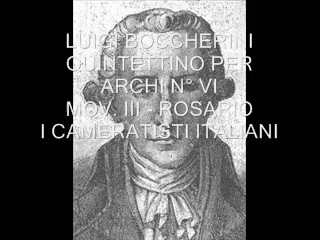 LUIGI BOCCHERINI
QUINTETTINO PER
ARCHI N° VI
MOV. III - ROSARIO
I CAMERATISTI ITALIANI